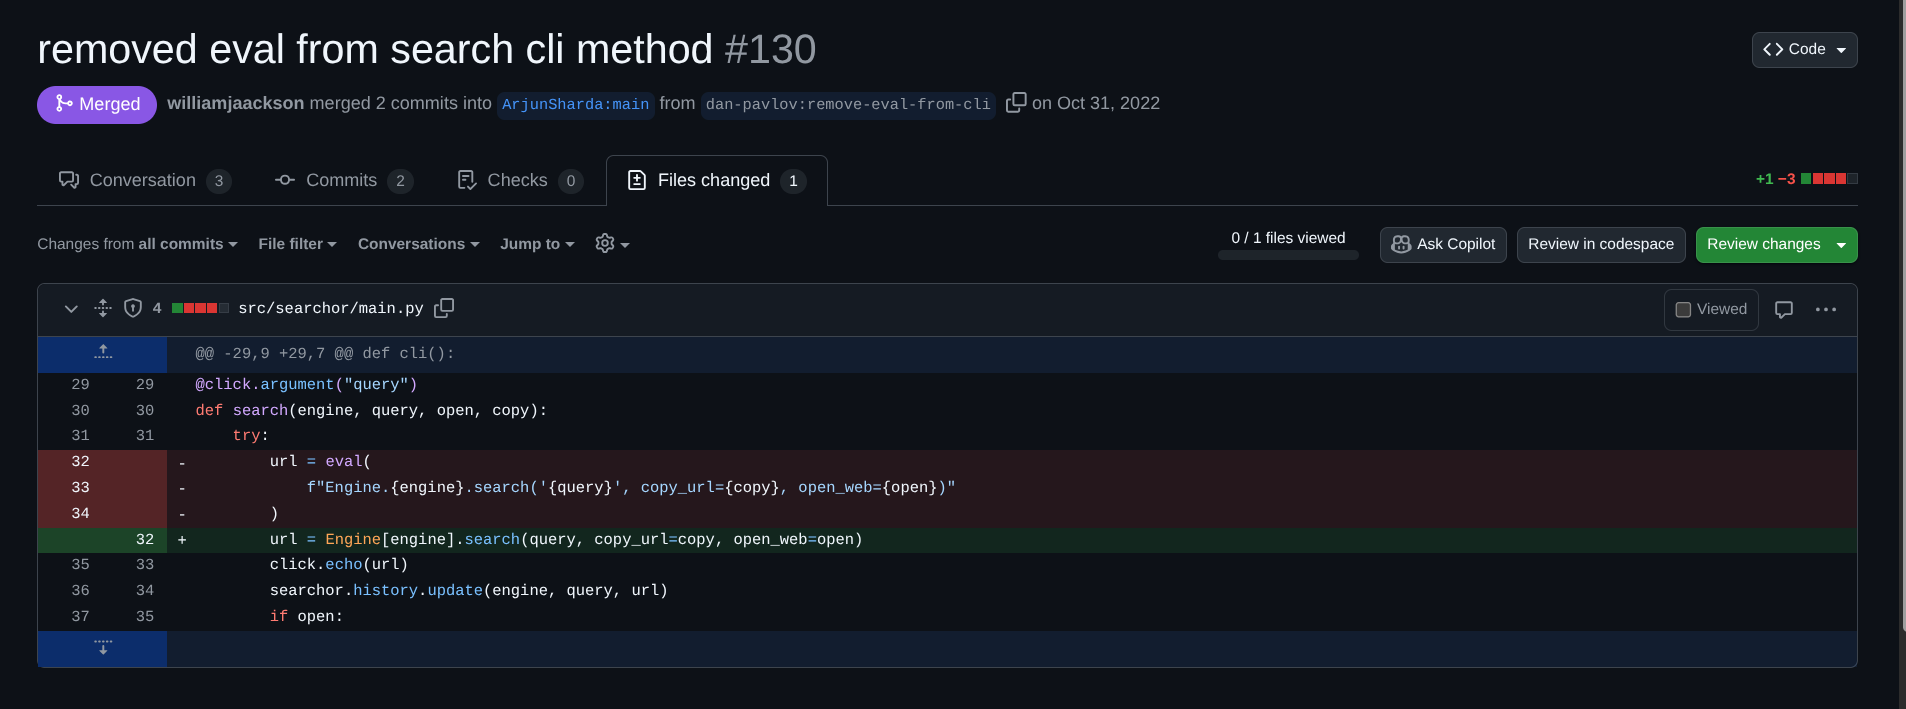 removed eval from search cli method #130
Code
Merged williamjaackson merged 2 commits into ArjunSharda:main from dan-pavlov:remove-eval-from-cli on Oct 31, 2022
Conversation 3 Commits 2 Checks 0 Files changed 1 +1 −3
Changes from all commits File filter Conversations Jump to 0 / 1 files viewed Ask Copilot Review in codespace Review changes
4 src/searchor/main.py Viewed
@@ -29,9 +29,7 @@ def cli():
29 29 @click.argument("query")
30 30 def search(engine, query, open, copy):
31 31 try:
32 - url = eval(
33 - f"Engine.{engine}.search('{query}', copy_url={copy}, open_web={open})"
34 - )
32 + url = Engine[engine].search(query, copy_url=copy, open_web=open)
35 33 click.echo(url)
36 34 searchor.history.update(engine, query, url)
37 35 if open: